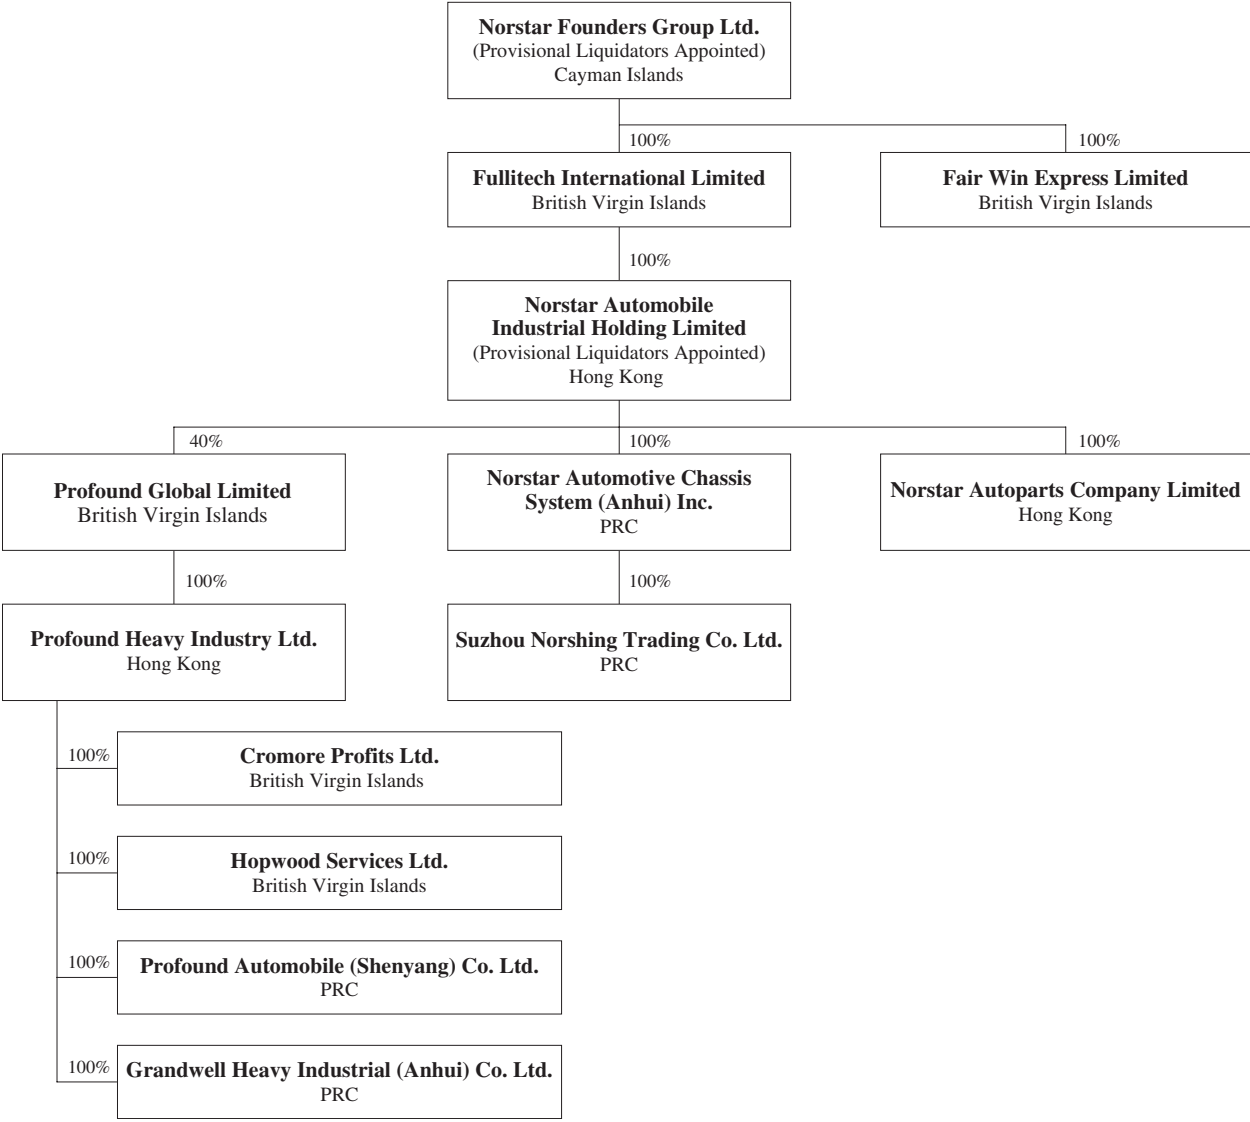 Norstar Founders Group Ltd.
(Provisional Liquidators Appointed)
Cayman Islands
100%
100%
Fullitech International Limited
British Virgin Islands
Fair Win Express Limited
British Virgin Islands
100%
Norstar Automobile
Industrial Holding Limited
(Provisional Liquidators Appointed)
Hong Kong
40%
100%
100%
Profound Global Limited
British Virgin Islands
Norstar Automotive Chassis
System (Anhui) Inc.
PRC
Norstar Autoparts Company Limited
Hong Kong
100%
100%
Profound Heavy Industry Ltd.
Hong Kong
Suzhou Norshing Trading Co. Ltd.
PRC
100%
Cromore Profits Ltd.
British Virgin Islands
100%
Hopwood Services Ltd.
British Virgin Islands
100%
Profound Automobile (Shenyang) Co. Ltd.
PRC
100%
Grandwell Heavy Industrial (Anhui) Co. Ltd.
PRC